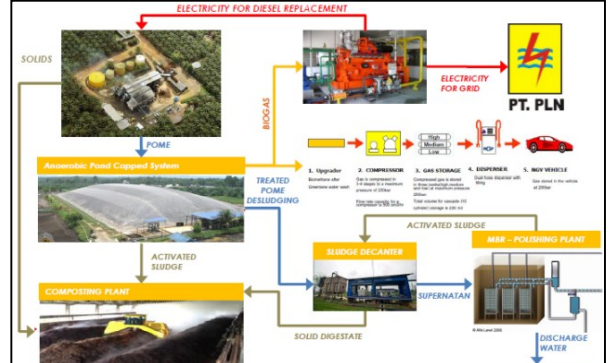 ELECTRICITY FOR DIESEL REPLACEMENT
SOLIDS
BIOGAS
ELECTRICITY
FOR GRID
PT. PLN
POME
High
Medium
Low
Anaerobic Pond Capped System
1. Upgrader
2. COMPRESSOR
3. GAS STORAGE
4. DISPENSER
5. NGV VEHICLE
TREATED
POME
DESLUDGING
ACTIVATED SLUDGE
ACTIVATED
SLUDGE
SLUDGE DECANTER
MBR – POLISHING PLANT
COMPOSTING PLANT
SUPERNATAN
SOLID DIGESTATE
DISCHARGE
WATER